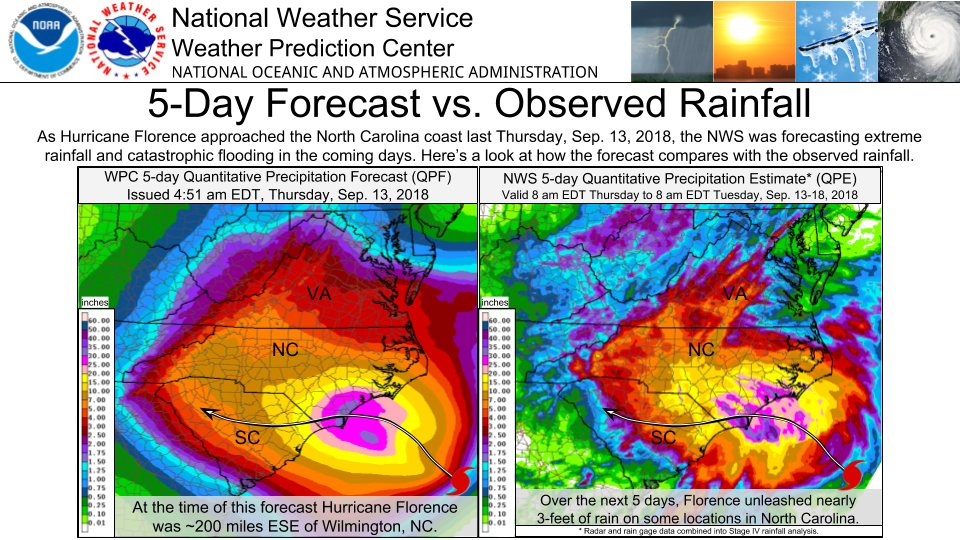 NATIONAL OCEANIC AND ATMOSPHERIC ADMINISTRATION
NOAA
U.S. DEPARTMENT OF COMMERCE
NATIONAL WEATHER SERVICE
National Weather Service
Weather Prediction Center
NATIONAL OCEANIC AND ATMOSPHERIC ADMINISTRATION
5-Day Forecast vs. Observed Rainfall
As Hurricane Florence approached the North Carolina coast last Thursday, Sep. 13, 2018, the NWS was forecasting extreme
rainfall and catastrophic flooding in the coming days. Here's a look at how the forecast compares with the observed rainfall.
WPC 5-day Quantitative Precipitation Forecast (QPF)
Issued 4:51 am EDT, Thursday, Sep. 13, 2018
VA
NC
SC
inches
60.00
50.00
40.00
35.00
30.00
25.00
20.00
15.00
10.00
7.00
5.00
4.00
3.00
2.50
2.00
1.75
1.50
1.25
1.00
0.75
0.50
0.25
0.10
0.01
At the time of this forecast Hurricane Florence
was ~200 miles ESE of Wilmington, NC.
NWS 5-day Quantitative Precipitation Estimate* (QPE)
Valid 8 am EDT Thursday to 8 am EDT Tuesday, Sep. 13-18, 2018
VA
NC
SC
inches
60.00
50.00
40.00
35.00
30.00
25.00
20.00
15.00
10.00
7.00
5.00
4.00
3.00
2.50
2.00
1.75
1.50
1.25
1.00
0.75
0.50
0.25
0.10
0.01
Over the next 5 days, Florence unleashed nearly
3-feet of rain on some locations in North Carolina.
* Radar and rain gage data combined into Stage IV rainfall analysis.